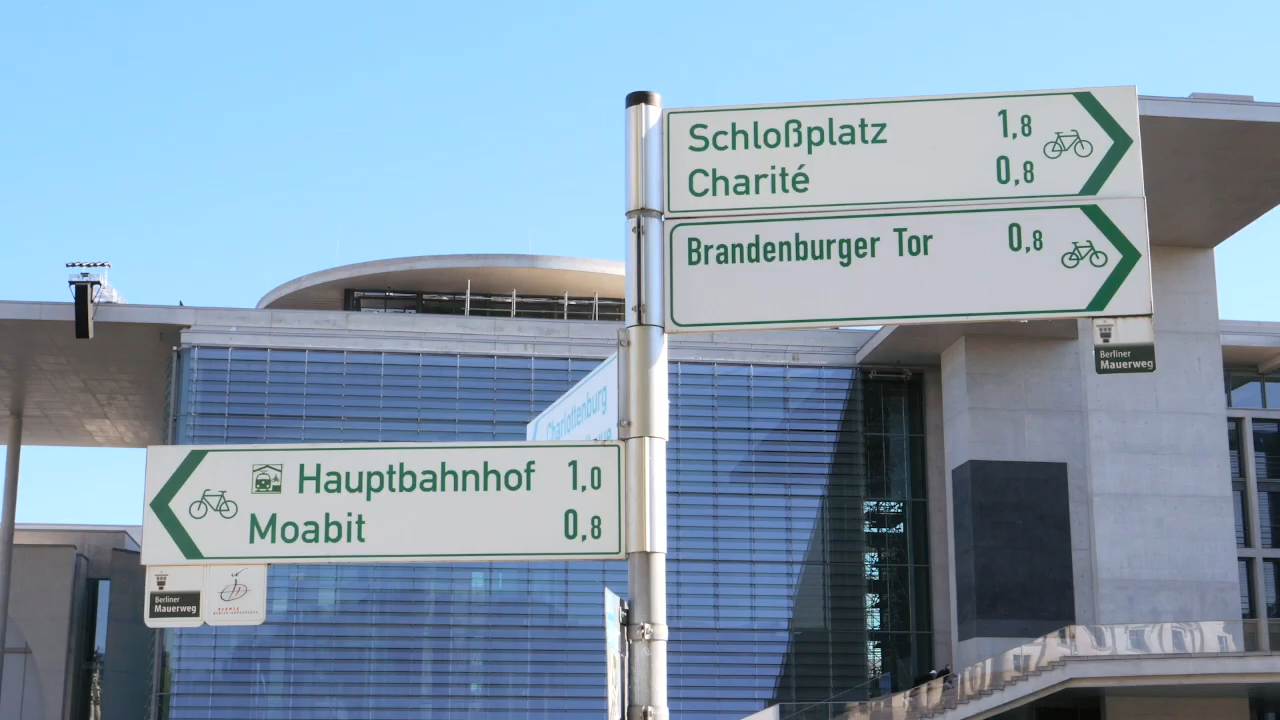 Schloßplatz 1,8
Charité 0,8
Brandenburger Tor 0,8
Berliner
Mauerweg
Charlottenburg
Hauptbahnhof 1,0
Moabit 0,8
Berliner
Mauerweg